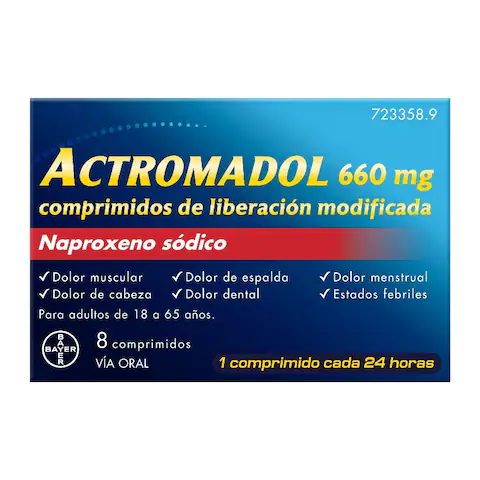 723358.9
ACTROMADOL 660 mg
comprimidos de liberación modificada
Naproxeno sódico
✓Dolor muscular ✓Dolor de espalda ✓Dolor menstrual
✓Dolor de cabeza ✓Dolor dental ✓Estados febriles
Para adultos de 18 a 65 años.
BAYER
BAYER
8 comprimidos
VÍA ORAL
1 comprimido cada 24 horas